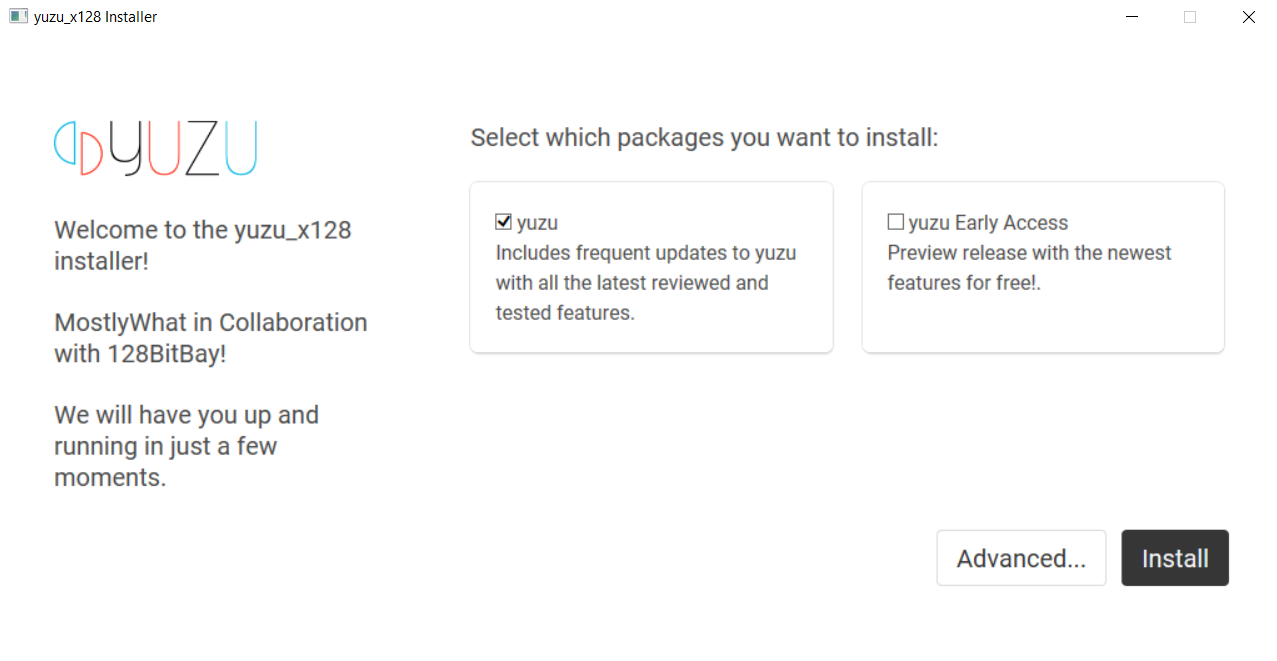 yuzu_x128 Installer
YUZU
Welcome to the yuzu_x128
installer!
MostlyWhat in Collaboration
with 128BitBay!
We will have you up and
running in just a few
moments.
Select which packages you want to install:
yuzu
Includes frequent updates to yuzu
with all the latest reviewed and
tested features.
yuzu Early Access
Preview release with the newest
features for free!.
Advanced...
Install